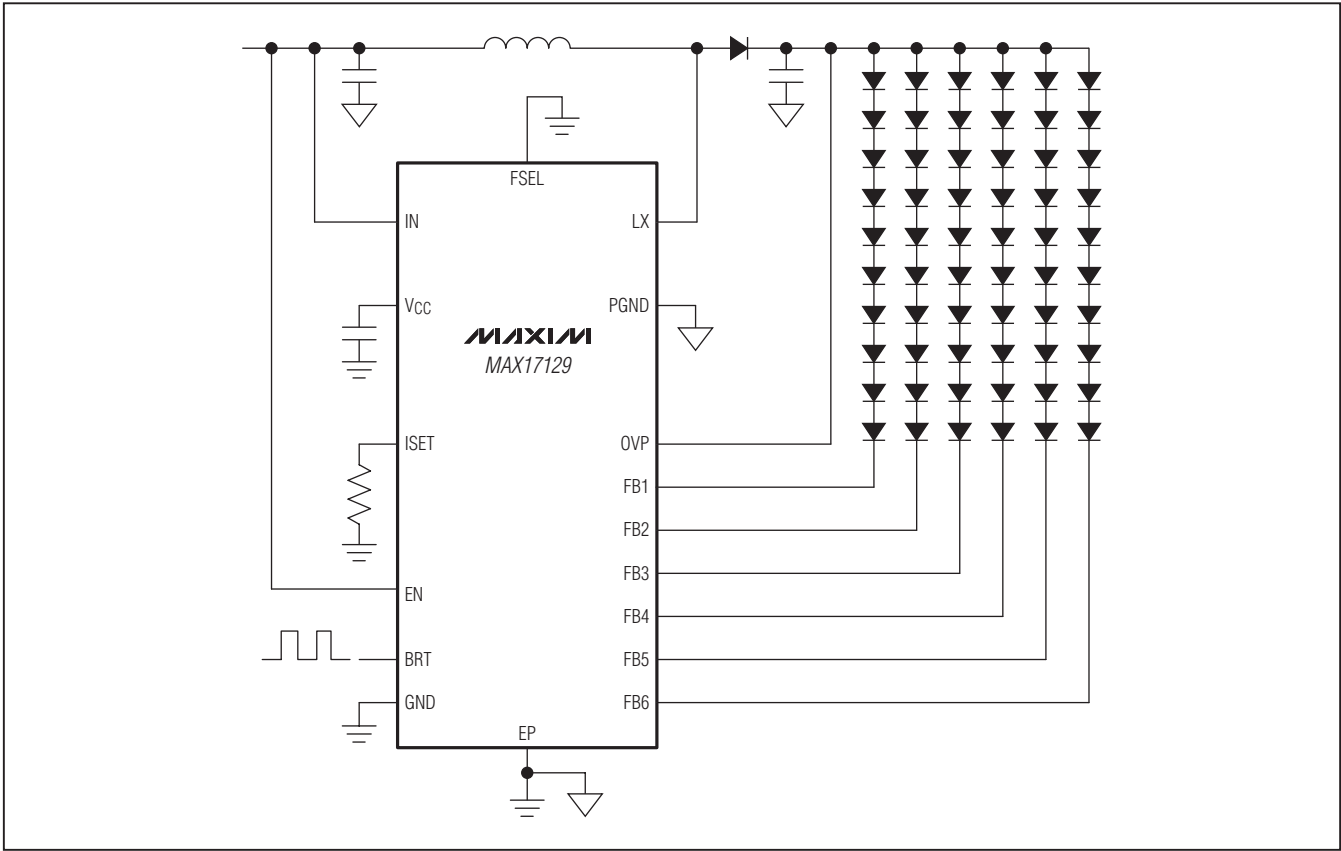 FSEL
IN
LX
VCC
PGND
MAXIM
MAX17129
ISET
OVP
FB1
FB2
FB3
EN
FB4
BRT
FB5
GND
FB6
EP